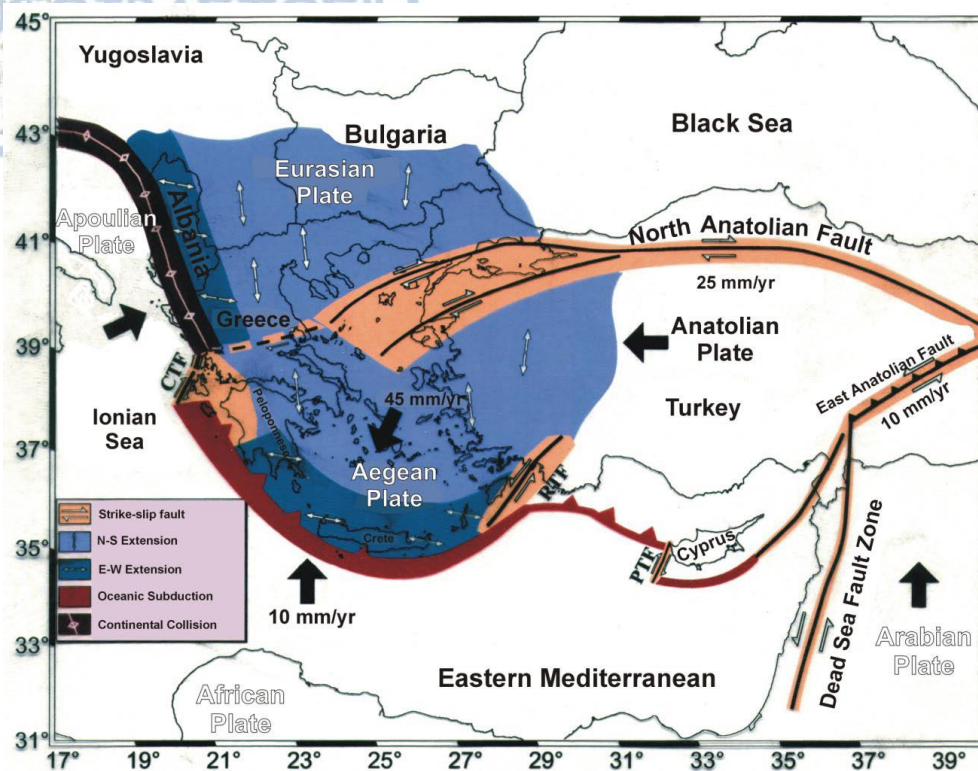 45°
Yugoslavia
43°
Bulgaria
Black Sea
Eurasian
Plate
Albania
Apoulian
Plate
41°
North Anatolian Fault
25 mm/yr
Greece
39°
Anatolian
Plate
CTF
East Anatolian Fault
10 mm/yr
45 mm/yr
Ionian
Sea
Peloponnese
Turkey
37°
Aegean
Plate
RTF
Strike-slip fault
N-S Extension
E-W Extension
Oceanic Subduction
Continental Collision
Crete
35°
Cyprus
PTF
10 mm/yr
Dead Sea Fault Zone
Arabian
Plate
33°
Eastern Mediterranean
African
Plate
31°
17° 19° 21° 23° 25° 27° 29° 31° 33° 35° 37° 39°